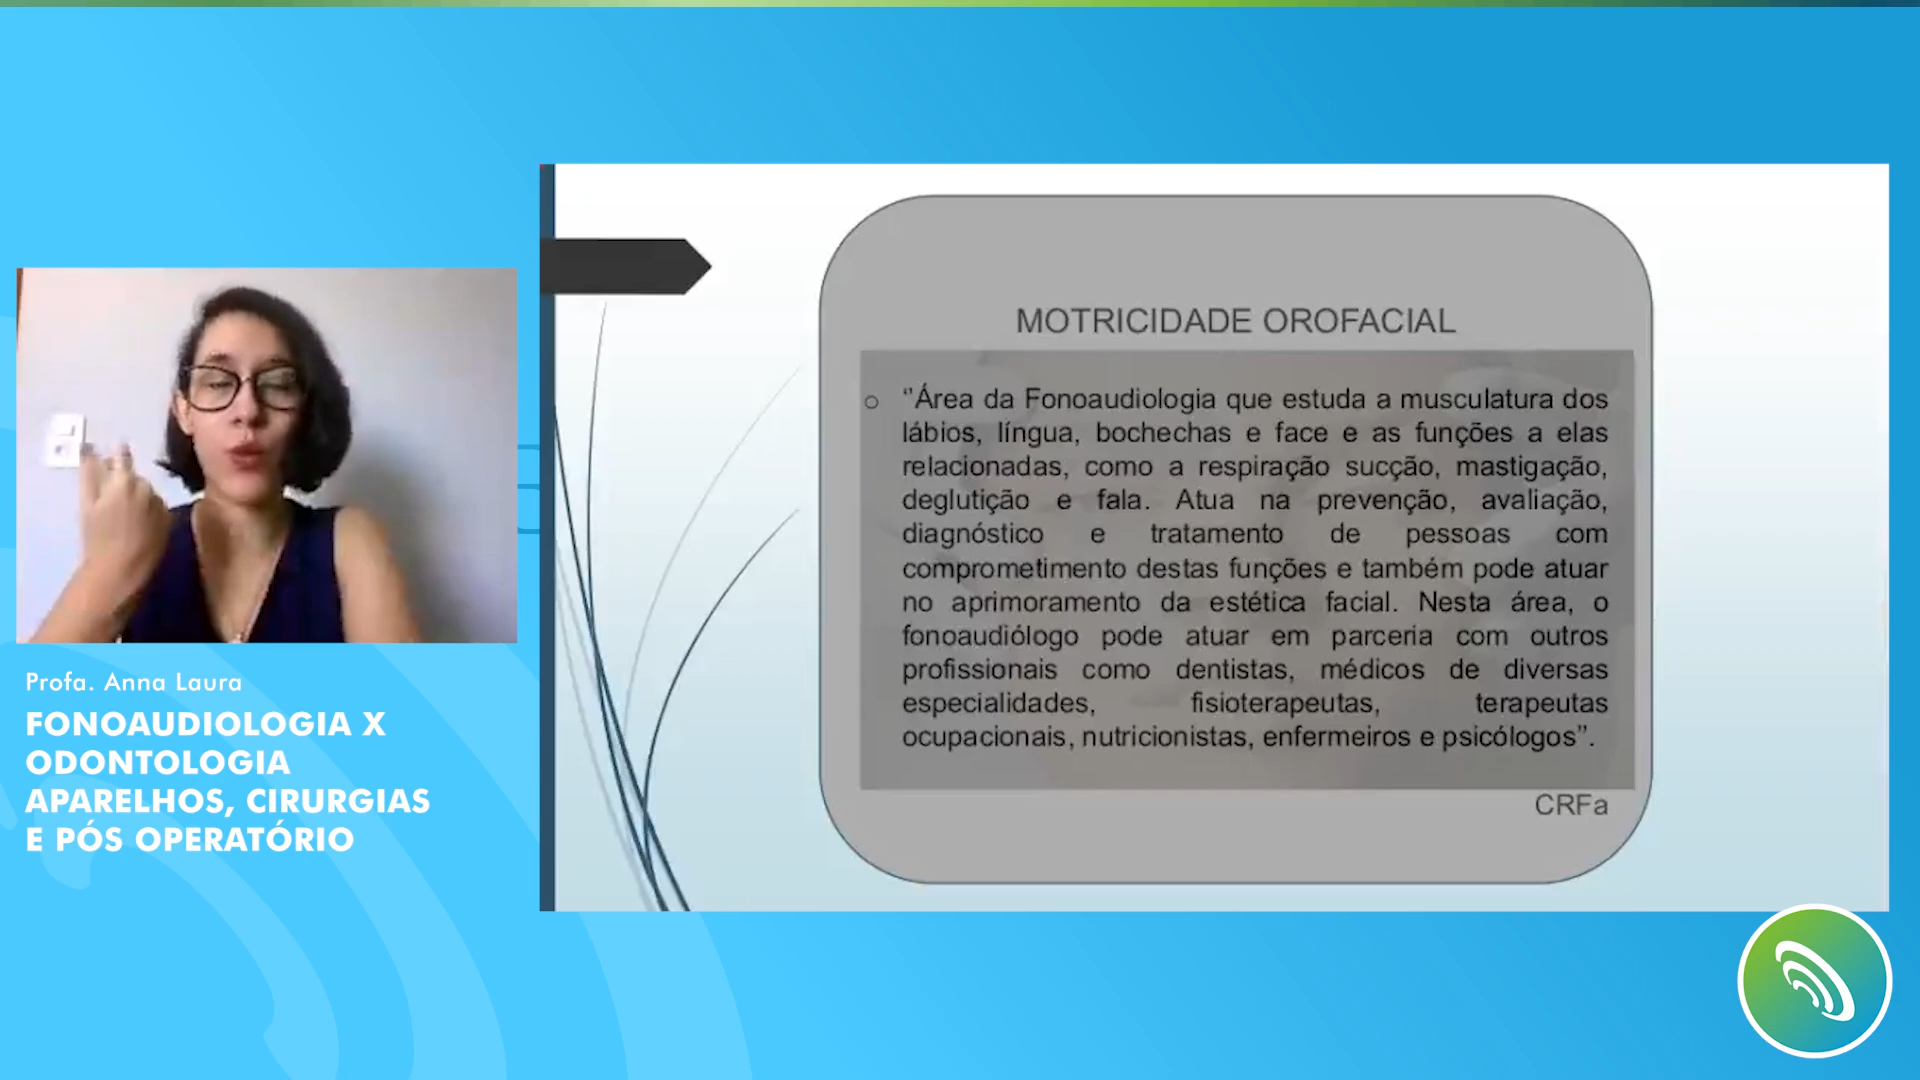 Profa. Anna Laura
FONOAUDIOLOGIA X
ODONTOLOGIA
APARELHOS, CIRURGIAS
E PÓS OPERATÓRIO
MOTRICIDADE OROFACIAL
○ “Área da Fonoaudiologia que estuda a musculatura dos
lábios, língua, bochechas e face e as funções a elas
relacionadas, como a respiração sucção, mastigação,
deglutição e fala. Atua na prevenção, avaliação,
diagnóstico e tratamento de pessoas com
comprometimento destas funções e também pode atuar
no aprimoramento da estética facial. Nesta área, o
fonoaudiólogo pode atuar em parceria com outros
profissionais como dentistas, médicos de diversas
especialidades, fisioterapeutas, terapeutas
ocupacionais, nutricionistas, enfermeiros e psicólogos”.
CRFa